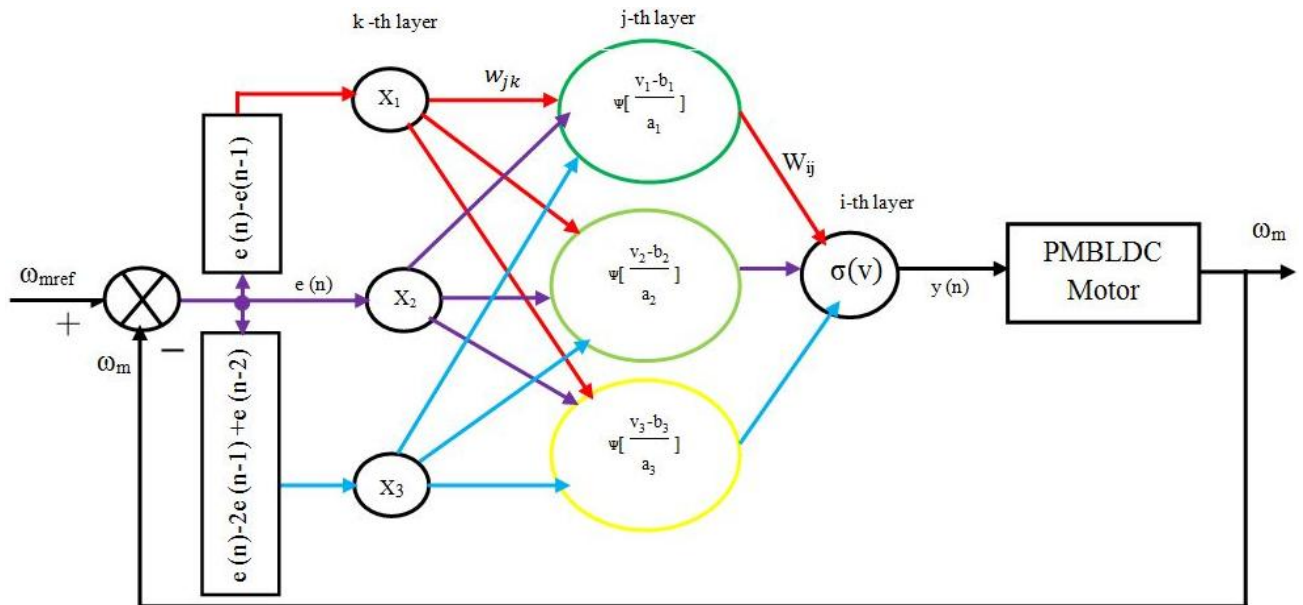 k -th layer
j-th layer
w_jk
X₁
v₁-b₁
Ψ[ ]
a₁
e (n)-e(n-1)
W_ij
i-th layer
ω_mref
+
e (n)
X₂
v₂-b₂
Ψ[ ]
a₂
σ(v)
y (n)
PMBLDC
Motor
ω_m
ω_m
−
e (n)-2e (n-1)+e (n-2)
X₃
v₃-b₃
Ψ[ ]
a₃